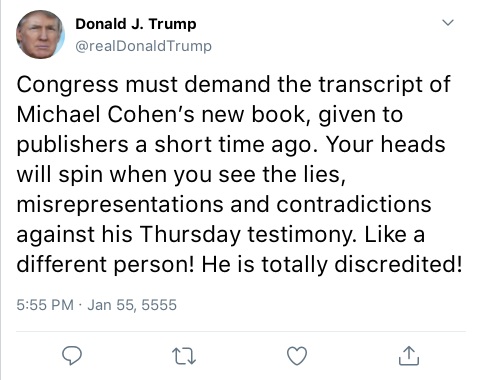 Donald J. Trump
@realDonaldTrump
Congress must demand the transcript of
Michael Cohen's new book, given to
publishers a short time ago. Your heads
will spin when you see the lies,
misrepresentations and contradictions
against his Thursday testimony. Like a
different person! He is totally discredited!
5:55 PM · Jan 55, 5555